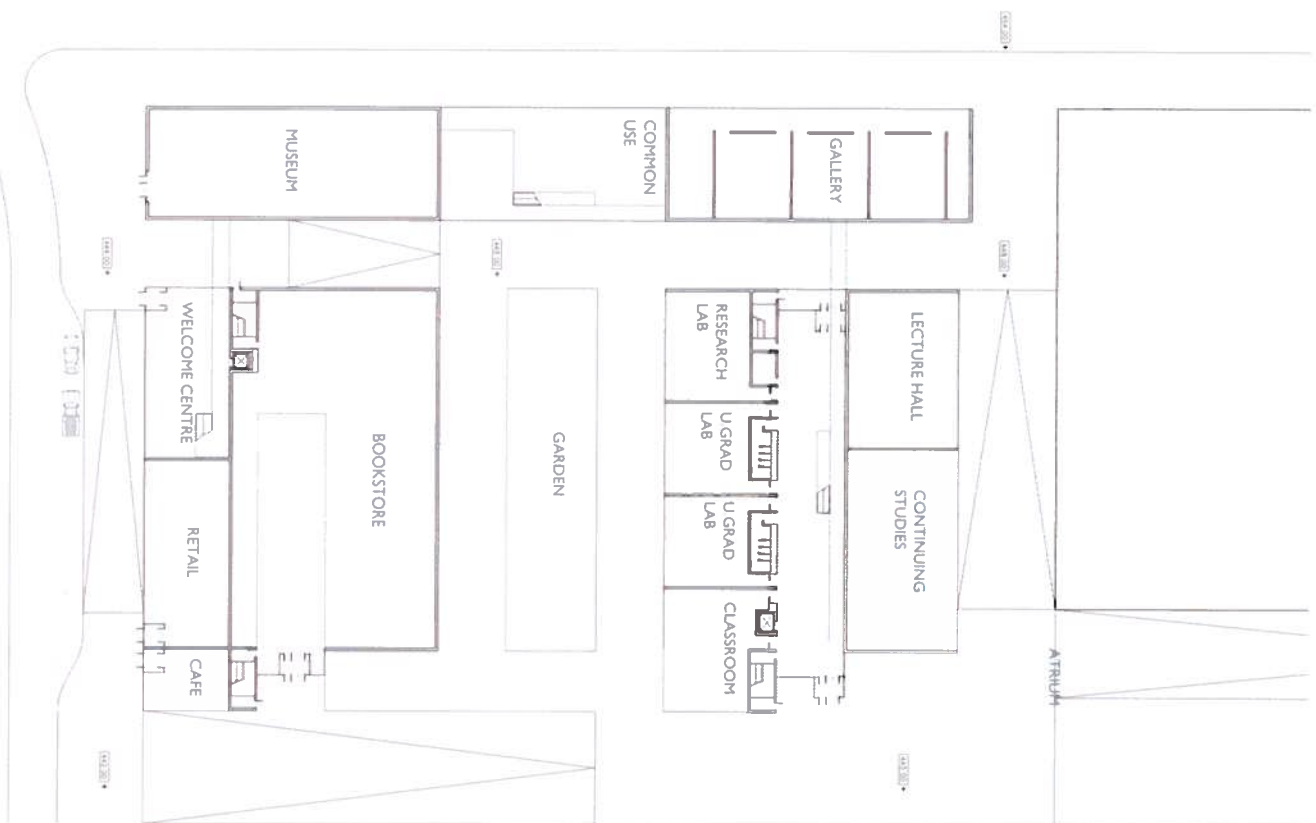 MUSEUM
COMMON
USE
GALLERY
WELCOME CENTRE
RETAIL
CAFE
BOOKSTORE
GARDEN
RESEARCH
LAB
U.GRAD
LAB
U.GRAD
LAB
CLASSROOM
LECTURE HALL
CONTINUING
STUDIES
ATRIUM